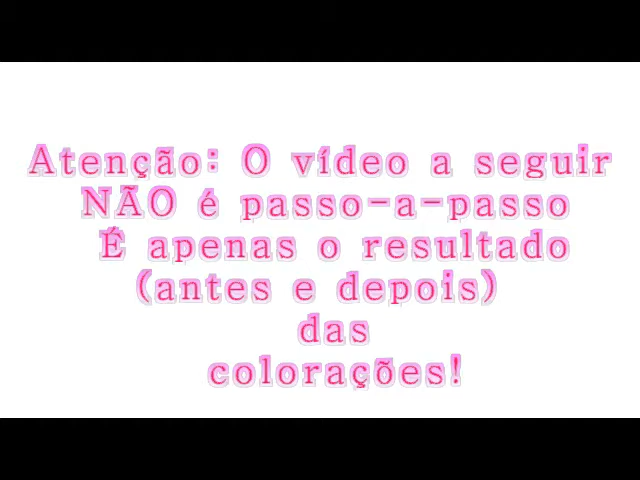 Atenção: O vídeo a seguir
NÃO é passo-a-passo
É apenas o resultado
(antes e depois)
das
colorações!